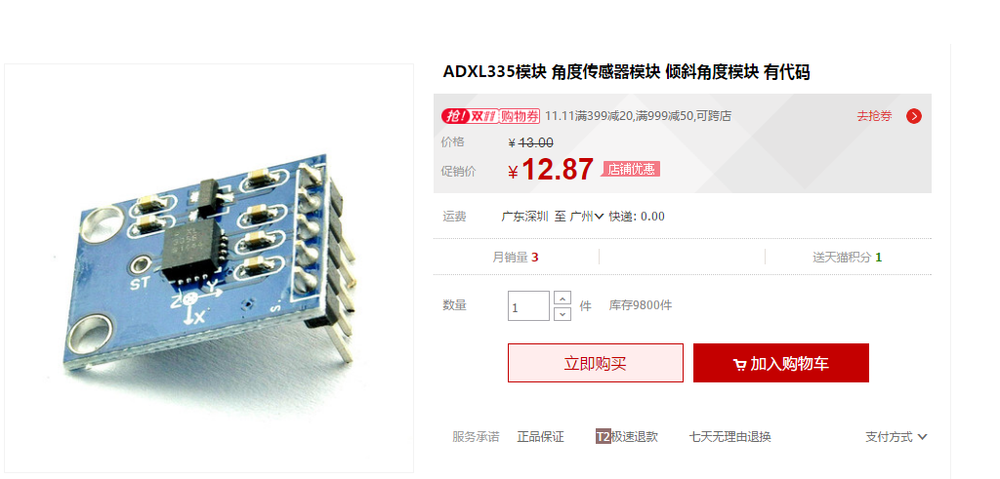 ADXL335模块 角度传感器模块 倾斜角度模块 有代码
抢! 双11 购物券 11.11满399减20,满999减50,可跨店 去抢券
价格 ¥13.00
促销价 ¥12.87 店铺优惠
运费 广东深圳 至 广州 快递: 0.00
月销量 3 送天猫积分 1
数量 1 件 库存9800件
立即购买 加入购物车
服务承诺 正品保证 T2极速退款 七天无理由退换 支付方式
ST
Z Y
X
S.